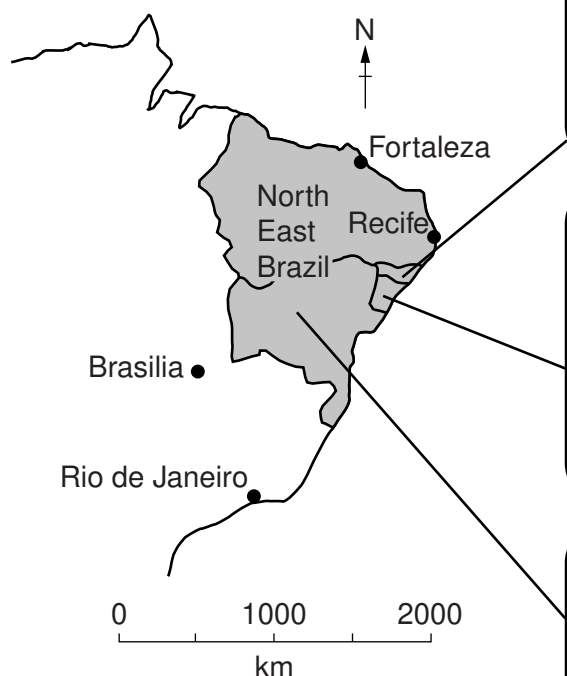 N
Fortaleza
North
East
Brazil
Recife
Brasilia
Rio de Janeiro
0 1000 2000
km